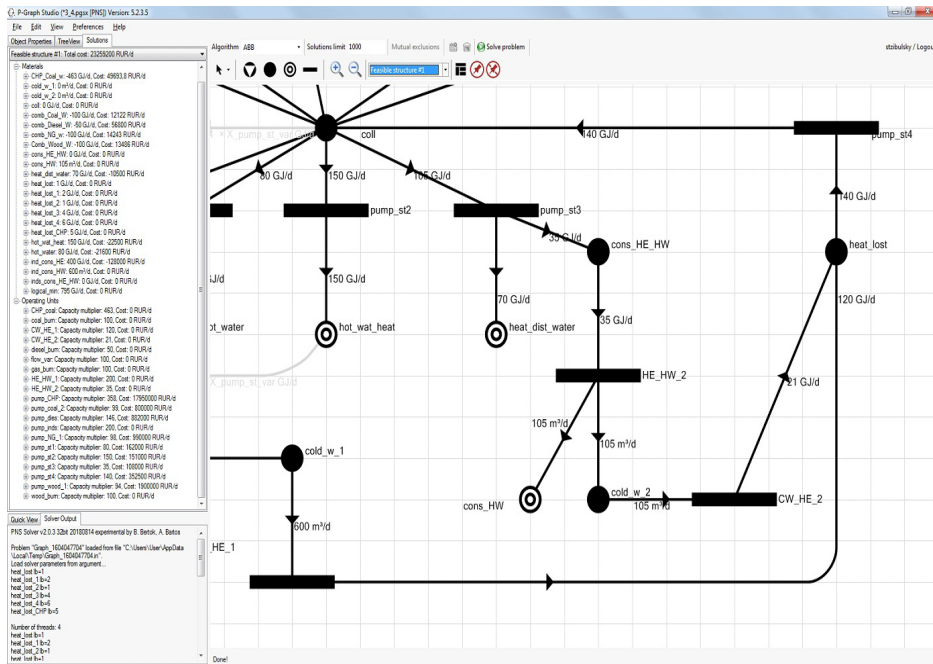 P-Graph Studio (*3_4.pgsx [PNS]) Version: 5.2.3.5
File Edit View Preferences Help
Object Properties TreeView Solutions
Algorithm ABB Solutions limit 1000 Mutual exclusions Solve problem stzibulsky / Logout
Feasible structure #1: Total cost: 23259200 RUR/d
Feasible structure #1
Materials
CHP_Coal_w: -463 GJ/d, Cost: 49693,8 RUR/d
cold_w_1: 0 m³/d, Cost: 0 RUR/d
cold_w_2: 0 m³/d, Cost: 0 RUR/d
coll: 0 GJ/d, Cost: 0 RUR/d
comb_Coal_W: -100 GJ/d, Cost: 12122 RUR/d
comb_Diesel_W: -50 GJ/d, Cost: 56800 RUR/d
comb_NG_w: -100 GJ/d, Cost: 14243 RUR/d
Comb_Wood_W: -100 GJ/d, Cost: 13486 RUR/d
cons_HE_HW: 0 GJ/d, Cost: 0 RUR/d
cons_HW: 105 m³/d, Cost: 0 RUR/d
heat_dist_water: 70 GJ/d, Cost: -10500 RUR/d
heat_lost: 1 GJ/d, Cost: 0 RUR/d
heat_lost_1: 2 GJ/d, Cost: 0 RUR/d
heat_lost_2: 1 GJ/d, Cost: 0 RUR/d
heat_lost_3: 4 GJ/d, Cost: 0 RUR/d
heat_lost_4: 6 GJ/d, Cost: 0 RUR/d
heat_lost_CHP: 5 GJ/d, Cost: 0 RUR/d
hot_wat_heat: 150 GJ/d, Cost: -22500 RUR/d
hot_water: 80 GJ/d, Cost: -21600 RUR/d
ind_cons_HE: 400 GJ/d, Cost: -128000 RUR/d
ind_cons_HW: 600 m³/d, Cost: 0 RUR/d
inds_cons_HE_HW: 0 GJ/d, Cost: 0 RUR/d
logical_min: 795 GJ/d, Cost: 0 RUR/d
Operating Units
CHP_coal: Capacity multiplier: 463, Cost: 0 RUR/d
coal_burn: Capacity multiplier: 100, Cost: 0 RUR/d
CW_HE_1: Capacity multiplier: 120, Cost: 0 RUR/d
CW_HE_2: Capacity multiplier: 21, Cost: 0 RUR/d
diesel_burn: Capacity multiplier: 50, Cost: 0 RUR/d
flow_var: Capacity multiplier: 100, Cost: 0 RUR/d
gas_burn: Capacity multiplier: 100, Cost: 0 RUR/d
HE_HW_1: Capacity multiplier: 200, Cost: 0 RUR/d
HE_HW_2: Capacity multiplier: 35, Cost: 0 RUR/d
pump_CHP: Capacity multiplier: 358, Cost: 17950000 RUR/d
pump_coal_2: Capacity multiplier: 99, Cost: 800000 RUR/d
pump_dies: Capacity multiplier: 146, Cost: 882000 RUR/d
pump_inds: Capacity multiplier: 200, Cost: 0 RUR/d
pump_NG_1: Capacity multiplier: 98, Cost: 990000 RUR/d
pump_st1: Capacity multiplier: 80, Cost: 162000 RUR/d
pump_st2: Capacity multiplier: 150, Cost: 151000 RUR/d
pump_st3: Capacity multiplier: 35, Cost: 108000 RUR/d
pump_st4: Capacity multiplier: 140, Cost: 352500 RUR/d
pump_wood_1: Capacity multiplier: 94, Cost: 1900000 RUR/d
wood_burn: Capacity multiplier: 100, Cost: 0 RUR/d
Quick View Solver Output
PNS Solver v2.0.3 32bit 20180814 experimental by B. Bertok, A. Bartos
Problem "Graph_1604047704" loaded from file "C:\Users\User\AppData
\Local\Temp\Graph_1604047704.in".
Load solver parameters from argument...
heat_lost lb=1
heat_lost_1 lb=2
heat_lost_2 lb=1
heat_lost_3 lb=4
heat_lost_4 lb=6
heat_lost_CHP lb=5
Number of threads: 4
heat_lost lb=1
heat_lost_1 lb=2
heat_lost_2 lb=1
heat_lost lb=1
X_pump_st_var
coll
140 GJ/d
pump_st4
80 GJ/d
150 GJ/d
105 GJ/d
140 GJ/d
pump_st2
pump_st3
35 GJ/d
cons_HE_HW
heat_lost
GJ/d
150 GJ/d
70 GJ/d
35 GJ/d
120 GJ/d
ot_water
hot_wat_heat
heat_dist_water
HE_HW_2
X_pump_st_var GJ/d
21 GJ/d
105 m³/d
105 m³/d
cold_w_1
cons_HW
cold_w_2
105 m³/d
CW_HE_2
600 m³/d
_HE_1
Done!